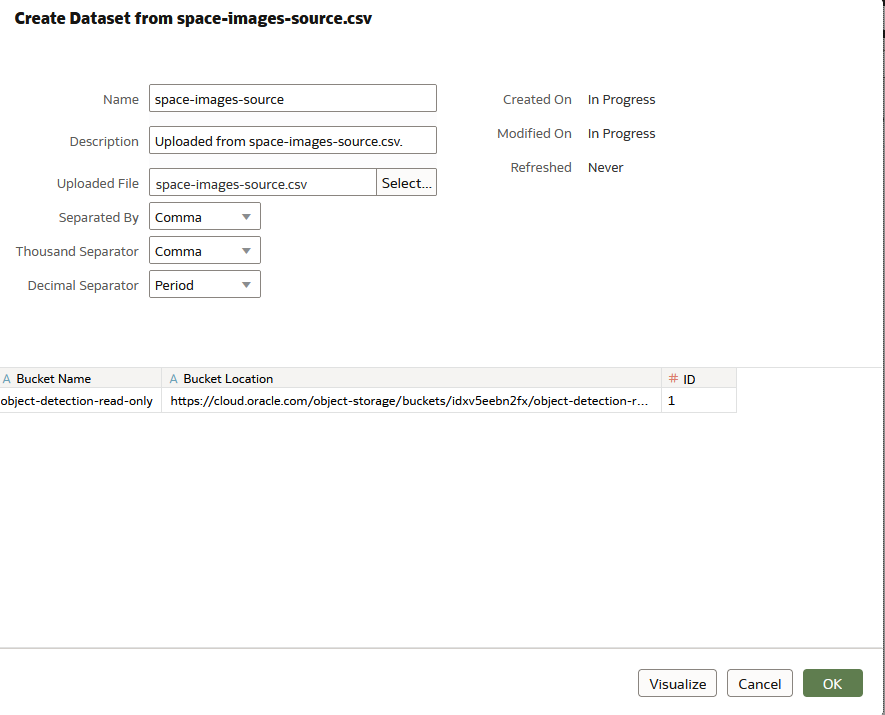 Create Dataset from space-images-source.csv
Name space-images-source Created On In Progress
Description Uploaded from space-images-source.csv. Modified On In Progress
Uploaded File space-images-source.csv Select... Refreshed Never
Separated By Comma
Thousand Separator Comma
Decimal Separator Period
A Bucket Name A Bucket Location # ID
object-detection-read-only https://cloud.oracle.com/object-storage/buckets/idxv5eebn2fx/object-detection-r... 1
Visualize Cancel OK